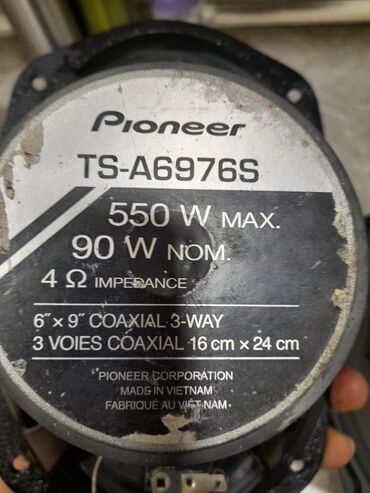 Pioneer
TS-A6976S
550 W MAX.
90 W NOM.
4 Ω IMPEDANCE
6" × 9" COAXIAL 3-WAY
3 VOIES COAXIAL 16 cm × 24 cm
PIONEER CORPORATION
MADE IN VIETNAM
FABRIQUÉ AU VIET NAM